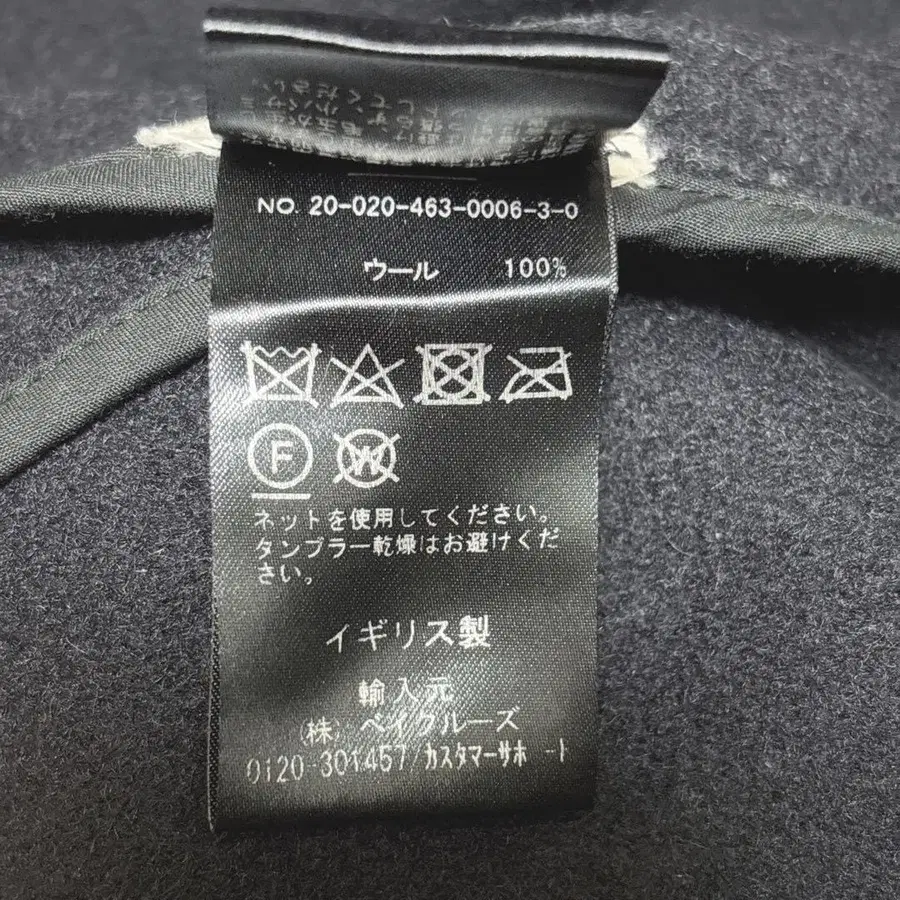 NO. 20-020-463-0006-3-0
ウール 100%
F
W
ネットを使用してください。
タンブラー乾燥はお避けくだ
さい。
イギリス製
輸入元
(株) ベイクルーズ
0120-301457/カスタマーサポート